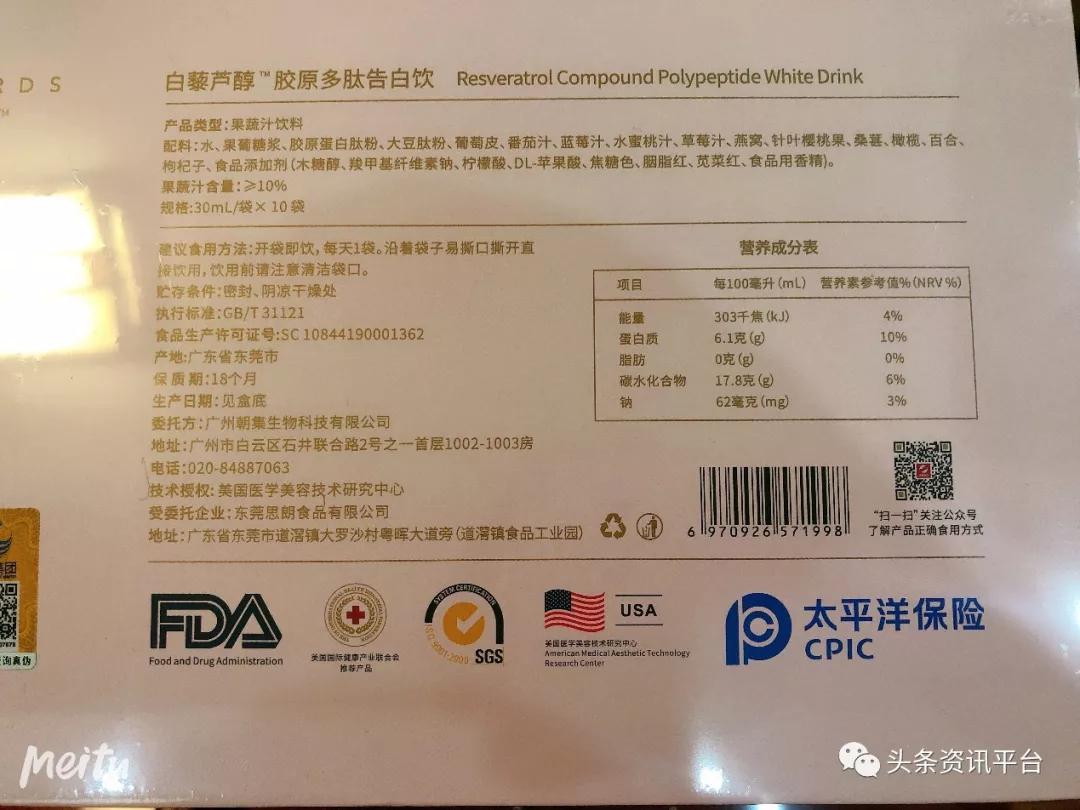 RDS
TM
白藜芦醇™胶原多肽告白饮 Resveratrol Compound Polypeptide White Drink
产品类型:果蔬汁饮料
配料:水、果葡糖浆、胶原蛋白肽粉、大豆肽粉、葡萄皮、番茄汁、蓝莓汁、水蜜桃汁、草莓汁、燕窝、针叶樱桃果、桑葚、橄榄、百合、
枸杞子、食品添加剂(木糖醇、羧甲基纤维素钠、柠檬酸、DL-苹果酸、焦糖色、胭脂红、苋菜红、食品用香精)。
果蔬汁含量:≥10%
规格:30mL/袋×10袋
建议食用方法:开袋即饮,每天1袋。沿着袋子易撕口撕开直
接饮用,饮用前请注意清洁袋口。
贮存条件:密封、阴凉干燥处
执行标准:GB/T 31121
食品生产许可证号:SC 10844190001362
产地:广东省东莞市
保质期:18个月
生产日期:见盒底
委托方:广州朝集生物科技有限公司
地址:广州市白云区石井联合路2号之一首层1002-1003房
电话:020-84887063
技术授权:美国医学美容技术研究中心
受委托企业:东莞思朗食品有限公司
地址:广东省东莞市道滘镇大罗沙村粤晖大道旁(道滘镇食品工业园)
营养成分表
项目 每100毫升(mL) 营养素参考值%(NRV%)
能量 303千焦(kJ) 4%
蛋白质 6.1克(g) 10%
脂肪 0克(g) 0%
碳水化合物 17.8克(g) 6%
钠 62毫克(mg) 3%
6 970926 571998
“扫一扫”关注公众号
了解产品正确食用方式
集团
询真伪
FDA
Food and Drug Administration
美国国际健康产业联合会
推荐产品
SYSTEM CERTIFICATION
ISO 9001:2000
SGS
USA
美国医学美容技术研究中心
American Medical Aesthetic Technology
Research Center
太平洋保险
CPIC
Meitu
头条资讯平台